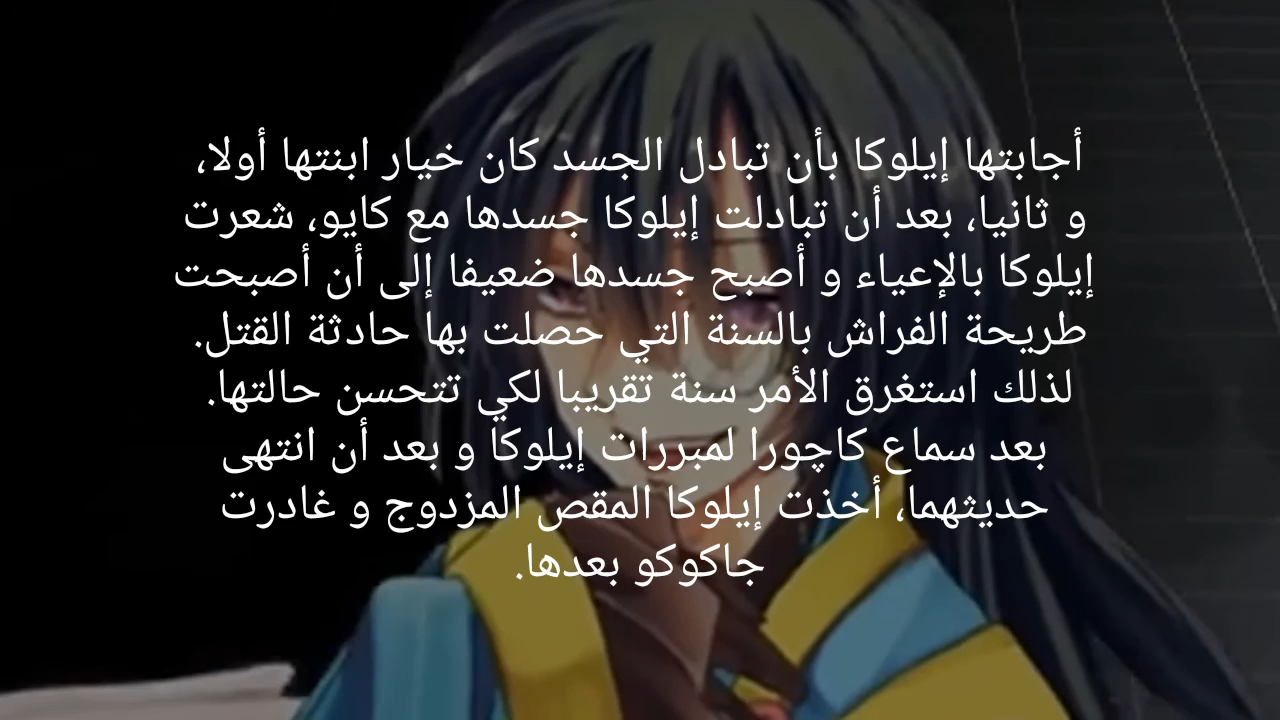 أجابتها إيلوكا بأن تبادل الجسد كان خيار ابنتها أولا،
و ثانيا، بعد أن تبادلت إيلوكا جسدها مع كايو، شعرت
إيلوكا بالإعياء و أصبح جسدها ضعيفا إلى أن أصبحت
طريحة الفراش بالسنة التي حصلت بها حادثة القتل.
لذلك استغرق الأمر سنة تقريبا لكي تتحسن حالتها.
بعد سماع كاچورا لمبررات إيلوكا و بعد أن انتهى
حديثهما، أخذت إيلوكا المقص المزدوج و غادرت
جاكوكو بعدها.